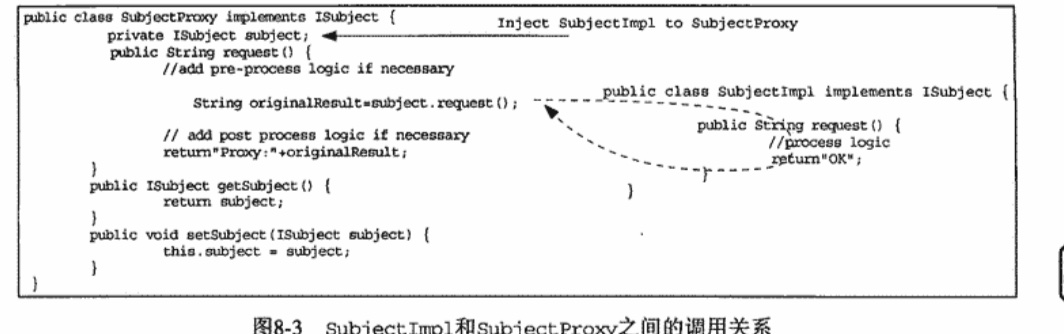 public class SubjectProxy implements ISubject {
Inject SubjectImpl to SubjectProxy
private ISubject subject;
public String request() {
//add pre-process logic if necessary
String originalResult=subject.request();
// add post process logic if necessary
return"Proxy:"+originalResult;
}
public ISubject getSubject() {
return subject;
}
public void setSubject(ISubject subject) {
this.subject = subject;
}
}
public class SubjectImpl implements ISubject {
public String request() {
//process logic
return"OK";
}
}
图8-3 SubjectImpl和SubjectProxy之间的调用关系